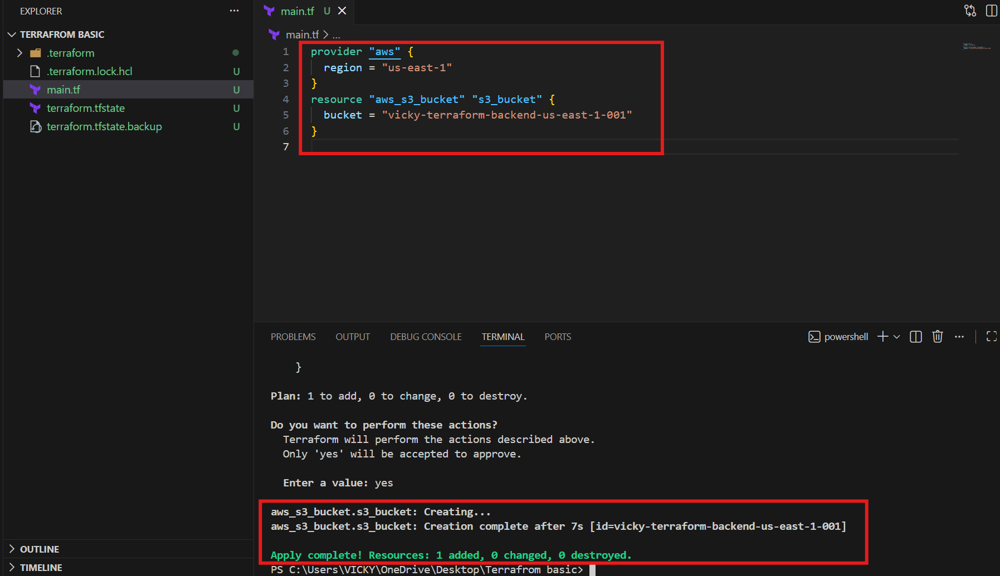 EXPLORER
TERRAFROM BASIC
.terraform
.terraform.lock.hcl U
main.tf U
terraform.tfstate U
terraform.tfstate.backup U
OUTLINE
TIMELINE
main.tf U
main.tf > ...
1 provider "aws" {
2 region = "us-east-1"
3 }
4 resource "aws_s3_bucket" "s3_bucket" {
5 bucket = "vicky-terraform-backend-us-east-1-001"
6 }
7
PROBLEMS OUTPUT DEBUG CONSOLE TERMINAL PORTS powershell
}
Plan: 1 to add, 0 to change, 0 to destroy.
Do you want to perform these actions?
Terraform will perform the actions described above.
Only 'yes' will be accepted to approve.
Enter a value: yes
aws_s3_bucket.s3_bucket: Creating...
aws_s3_bucket.s3_bucket: Creation complete after 7s [id=vicky-terraform-backend-us-east-1-001]
Apply complete! Resources: 1 added, 0 changed, 0 destroyed.
PS C:\Users\VICKY\OneDrive\Desktop\Terrafrom basic>